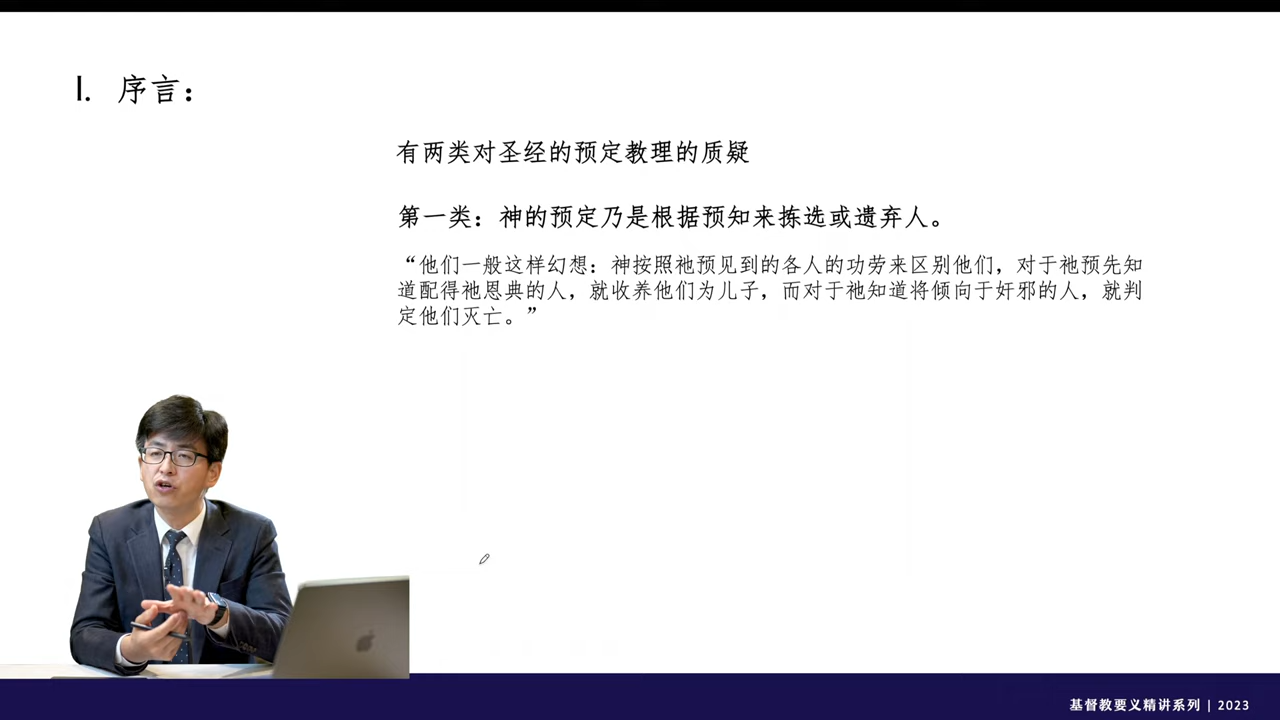 I. 序言：
有两类对圣经的预定教理的质疑
第一类：神的预定乃是根据预知来拣选或遗弃人。
“他们一般这样幻想：神按照祂预见到的各人的功劳来区别他们，对于祂预先知
道配得祂恩典的人，就收养他们为儿子，而对于祂知道将倾向于奸邪的人，就判
定他们灭亡。”
基督教要义精讲系列 | 2023